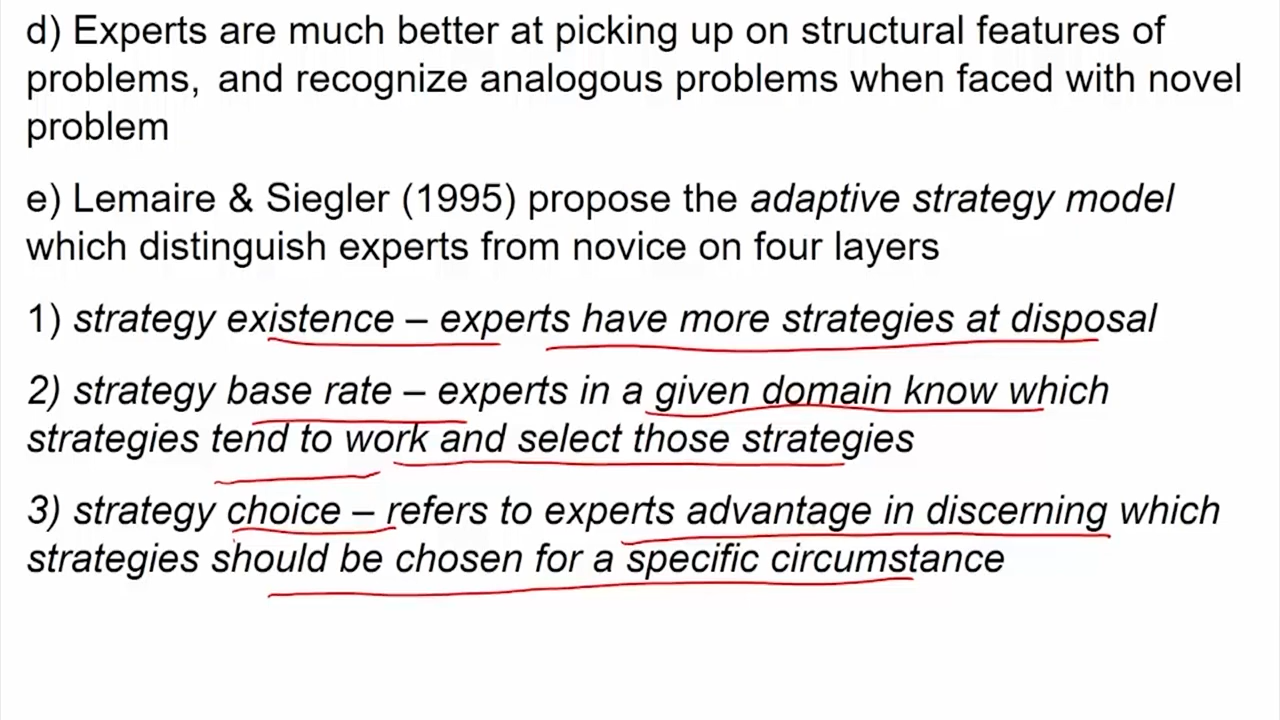 d) Experts are much better at picking up on structural features of
problems, and recognize analogous problems when faced with novel
problem
e) Lemaire & Siegler (1995) propose the adaptive strategy model
which distinguish experts from novice on four layers
1) strategy existence – experts have more strategies at disposal
2) strategy base rate – experts in a given domain know which
strategies tend to work and select those strategies
3) strategy choice – refers to experts advantage in discerning which
strategies should be chosen for a specific circumstance